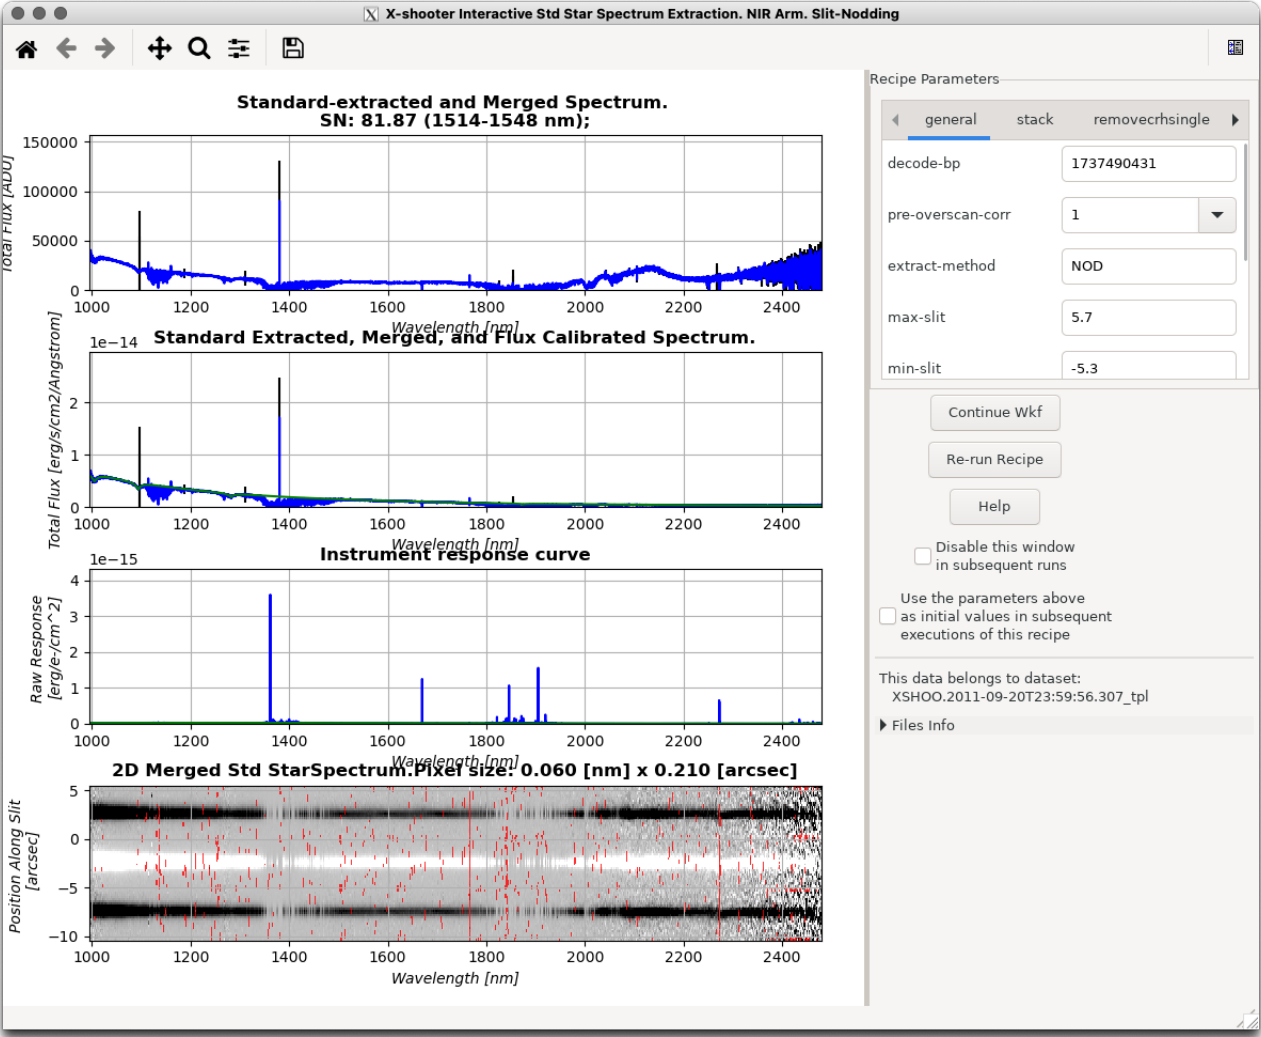 X-shooter Interactive Std Star Spectrum Extraction. NIR Arm. Slit-Nodding
Standard-extracted and Merged Spectrum.
SN: 81.87 (1514-1548 nm);
Total Flux [ADU]
150000
100000
50000
0
1000 1200 1400 1600 1800 2000 2200 2400
Wavelength [nm]
Standard Extracted, Merged, and Flux Calibrated Spectrum.
1e−14
Total Flux [erg/s/cm2/Angstrom]
2
1
0
1000 1200 1400 1600 1800 2000 2200 2400
Wavelength [nm]
Instrument response curve
1e−15
Raw Response
[erg/e-/cm^2]
4
3
2
1
0
1000 1200 1400 1600 1800 2000 2200 2400
Wavelength [nm]
2D Merged Std StarSpectrum.Pixel size: 0.060 [nm] x 0.210 [arcsec]
Position Along Slit
[arcsec]
5
0
−5
−10
1000 1200 1400 1600 1800 2000 2200 2400
Wavelength [nm]
Recipe Parameters
general stack removecrhsingle
decode-bp 1737490431
pre-overscan-corr 1
extract-method NOD
max-slit 5.7
min-slit -5.3
Continue Wkf
Re-run Recipe
Help
Disable this window
in subsequent runs
Use the parameters above
as initial values in subsequent
executions of this recipe
This data belongs to dataset:
XSHOO.2011-09-20T23:59:56.307_tpl
Files Info